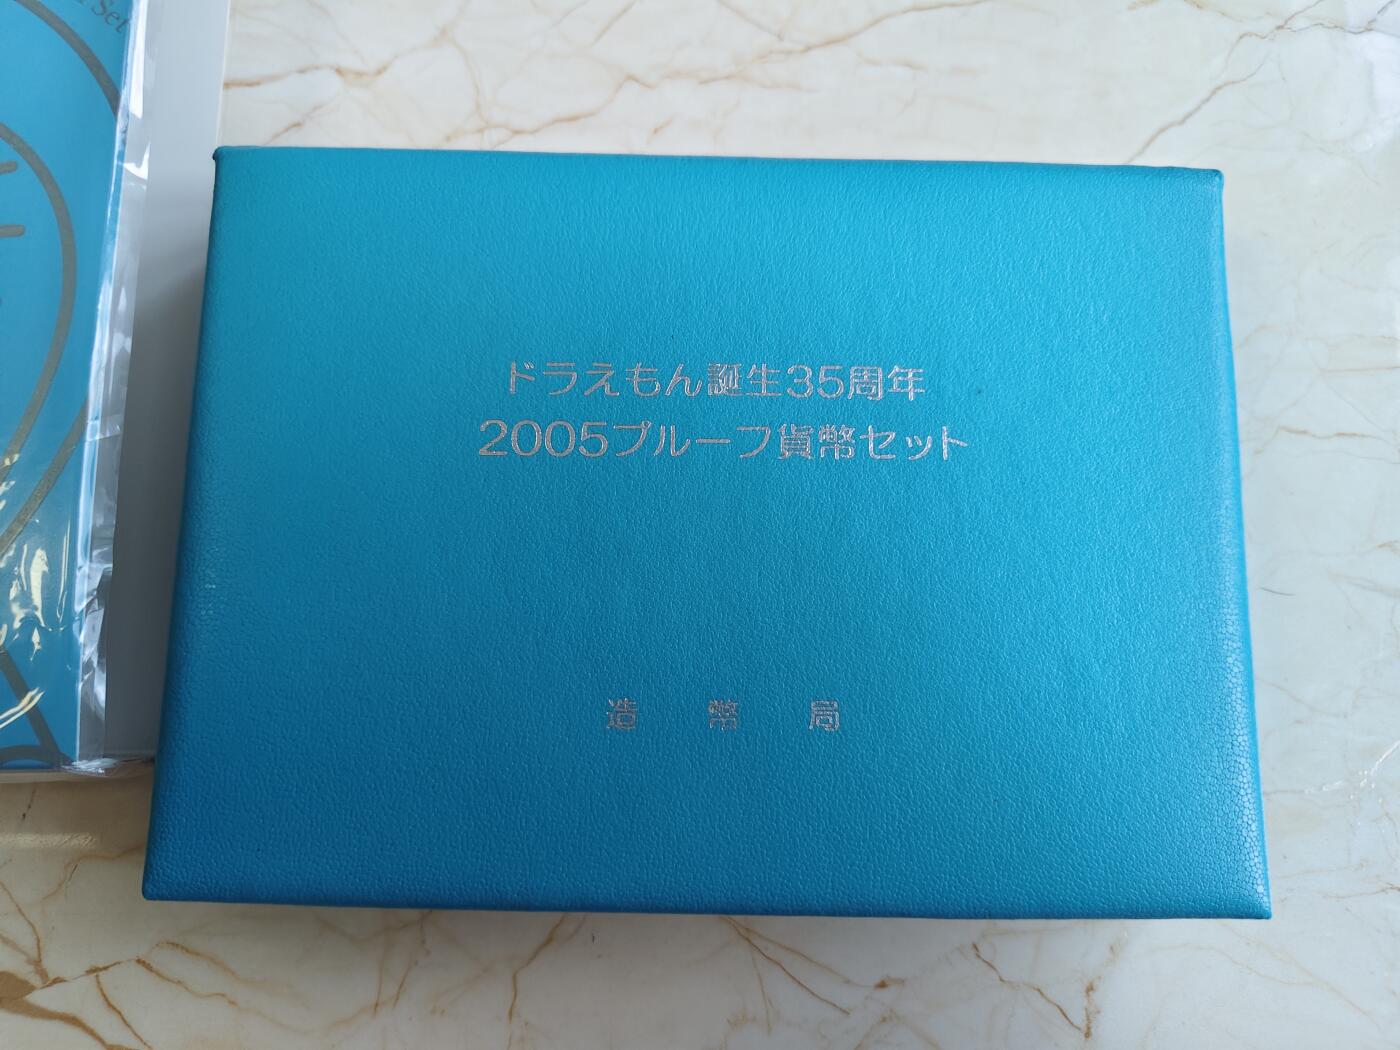 Set
ドラえもん誕生35周年
2005プルーフ貨幣セット
造幣局